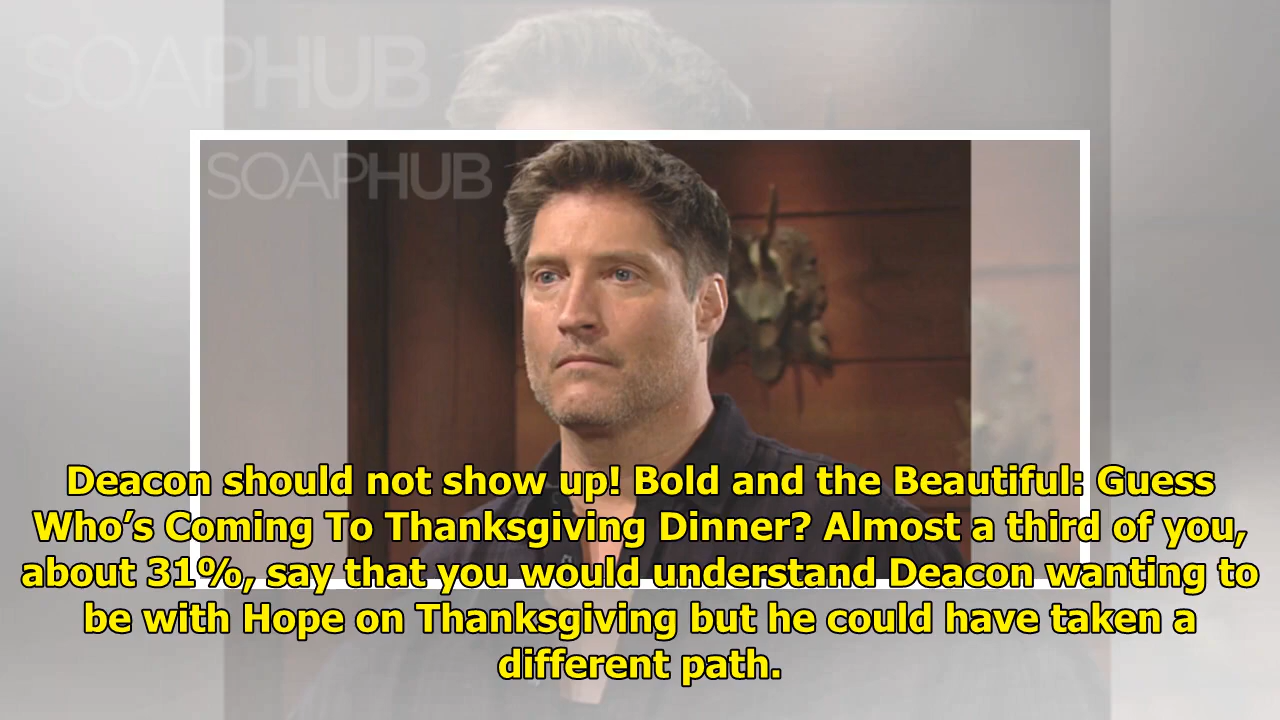 SOAPHUB
SOAPHUB
Deacon should not show up! Bold and the Beautiful: Guess
Who’s Coming To Thanksgiving Dinner? Almost a third of you,
about 31%, say that you would understand Deacon wanting to
be with Hope on Thanksgiving but he could have taken a
different path.